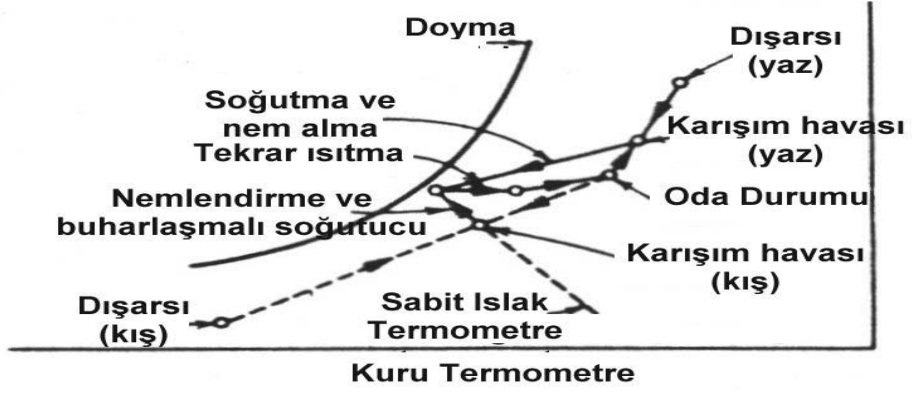 Doyma
Dışarsı
(yaz)
Soğutma ve
nem alma
Tekrar ısıtma
Karışım havası
(yaz)
Nemlendirme ve
buharlaşmalı soğutucu
Oda Durumu
Karışım havası
(kış)
Dışarsı
(kış)
Sabit Islak
Termometre
Kuru Termometre